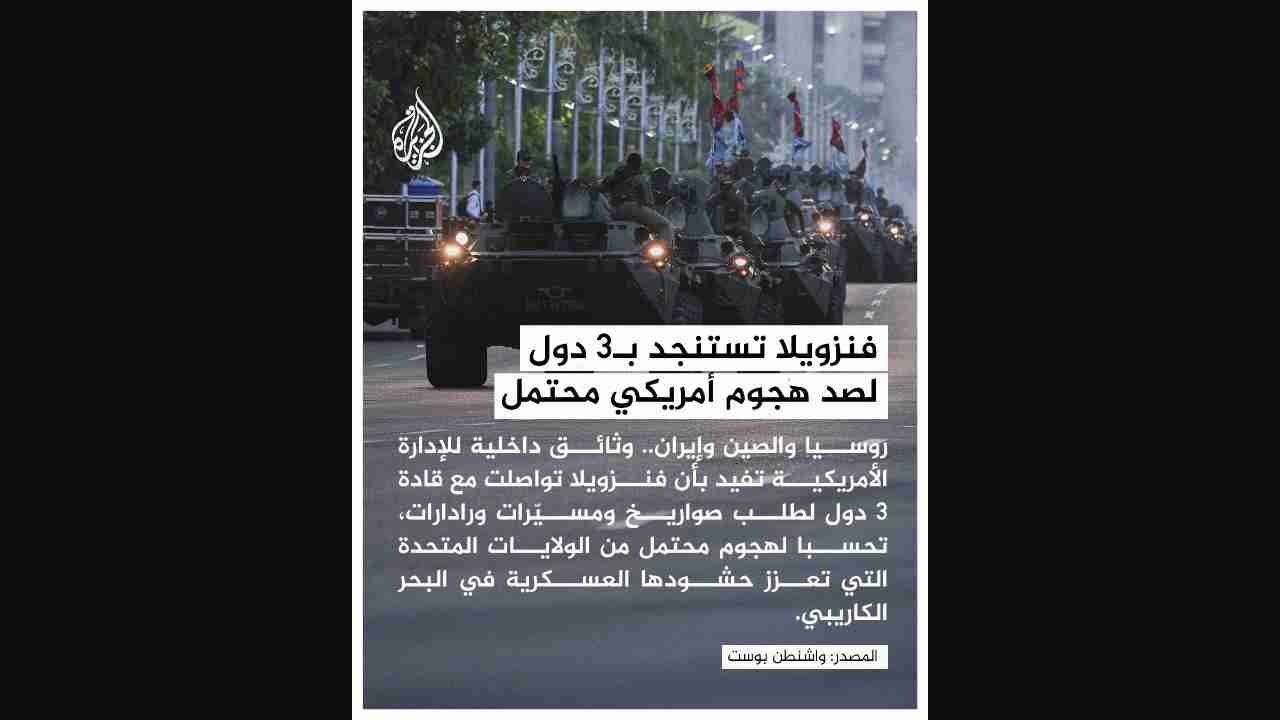 الجزيرة
فنزويلا تستنجد بـ3 دول
لصد هجوم أمريكي محتمل
روسيا والصين وإيران.. وثائق داخلية للإدارة
الأمريكية تفيد بأن فنزويلا تواصلت مع قادة
3 دول لطلب صواريخ ومسيّرات ورادارات،
تحسبا لهجوم محتمل من الولايات المتحدة
التي تعزز حشودها العسكرية في البحر
الكاريبي.
المصدر: واشنطن بوست